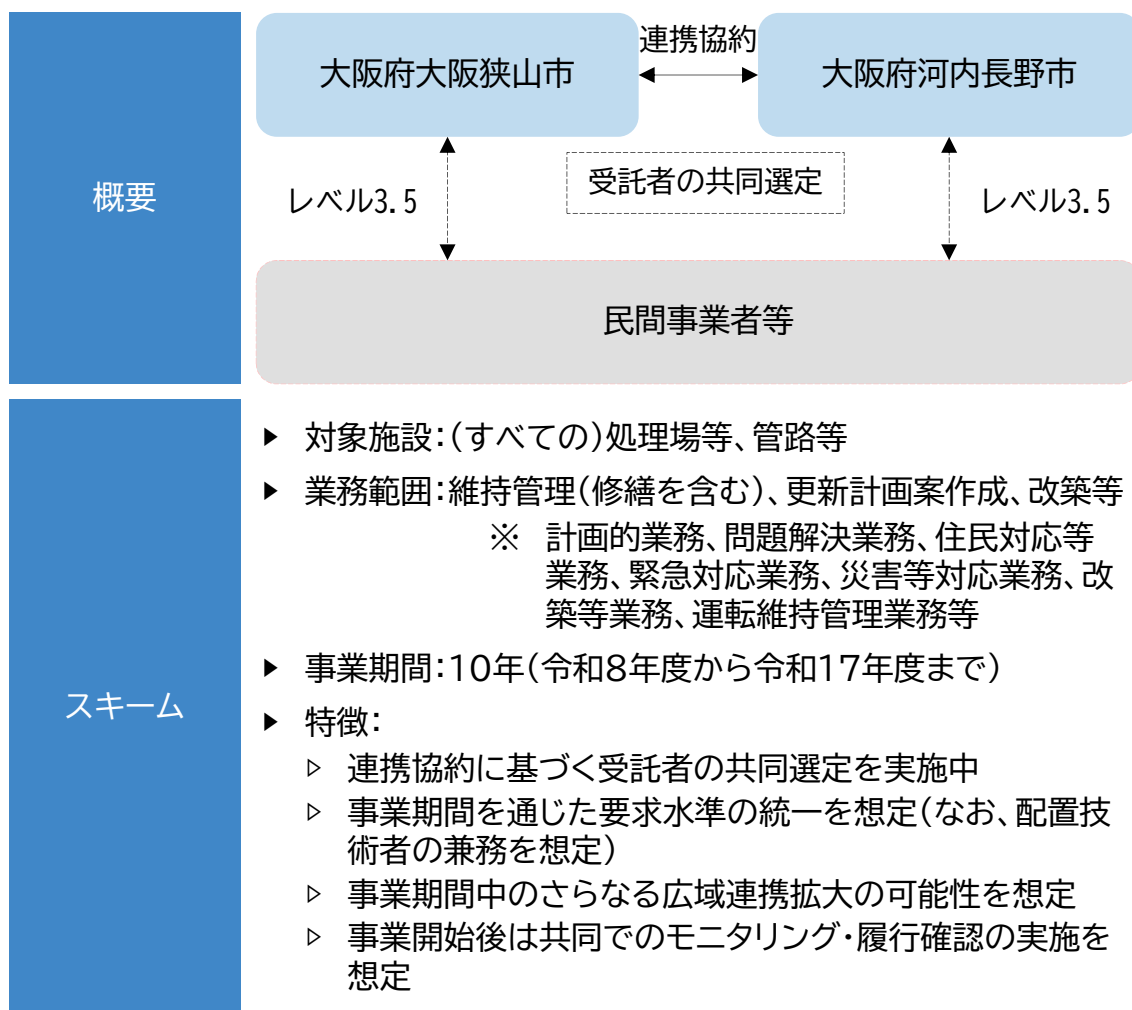 概要
大阪府大阪狭山市
連携協約
大阪府河内長野市
レベル3.5
受託者の共同選定
レベル3.5
民間事業者等
スキーム
▶ 対象施設：（すべての）処理場等、管路等
▶ 業務範囲：維持管理（修繕を含む）、更新計画案作成、改築等
※ 計画的業務、問題解決業務、住民対応等
業務、緊急対応業務、災害等対応業務、改
築等業務、運転維持管理業務等
▶ 事業期間：10年（令和8年度から令和17年度まで）
▶ 特徴：
▷ 連携協約に基づく受託者の共同選定を実施中
▷ 事業期間を通じた要求水準の統一を想定（なお、配置技
術者の兼務を想定）
▷ 事業期間中のさらなる広域連携拡大の可能性を想定
▷ 事業開始後は共同でのモニタリング・履行確認の実施を
想定